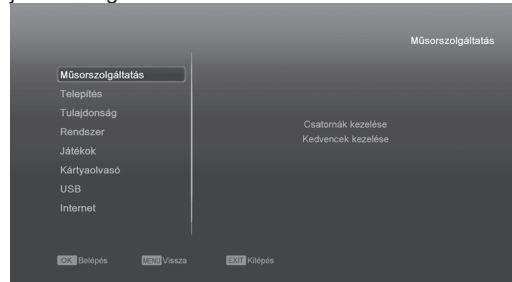 Műsorszolgáltatás
Műsorszolgáltatás
Telepítés
Tulajdonság
Rendszer
Játékok
Kártyaolvasó
USB
Internet
Csatornák kezelése
Kedvencek kezelése
OK Belépés MENU Vissza EXIT Kilépés